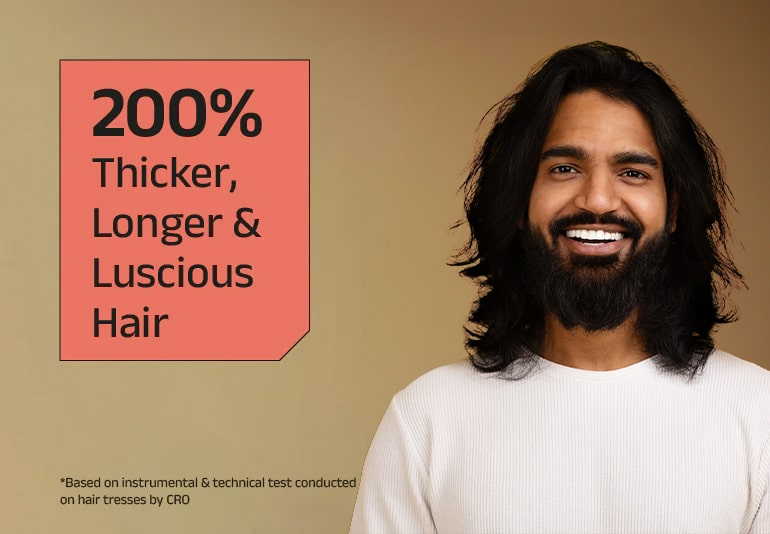 200%
Thicker,
Longer &
Luscious
Hair
*Based on instrumental & technical test conducted
on hair tresses by CRO